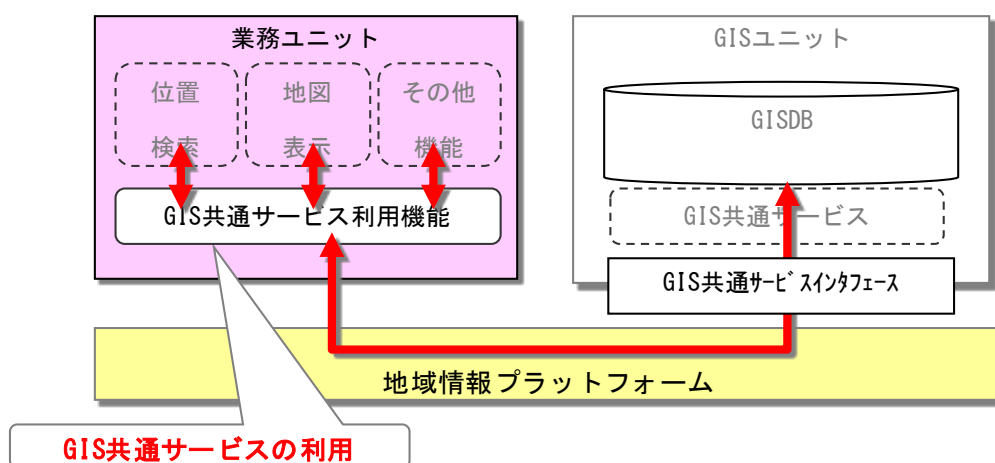 業務ユニット
位置
検索
地図
表示
その他
機能
GIS共通サービス利用機能
GISユニット
GISDB
GIS共通サービス
GIS共通ｻｰﾋﾞｽｲﾝﾀﾌｪｰｽ
地域情報プラットフォーム
GIS共通サービスの利用